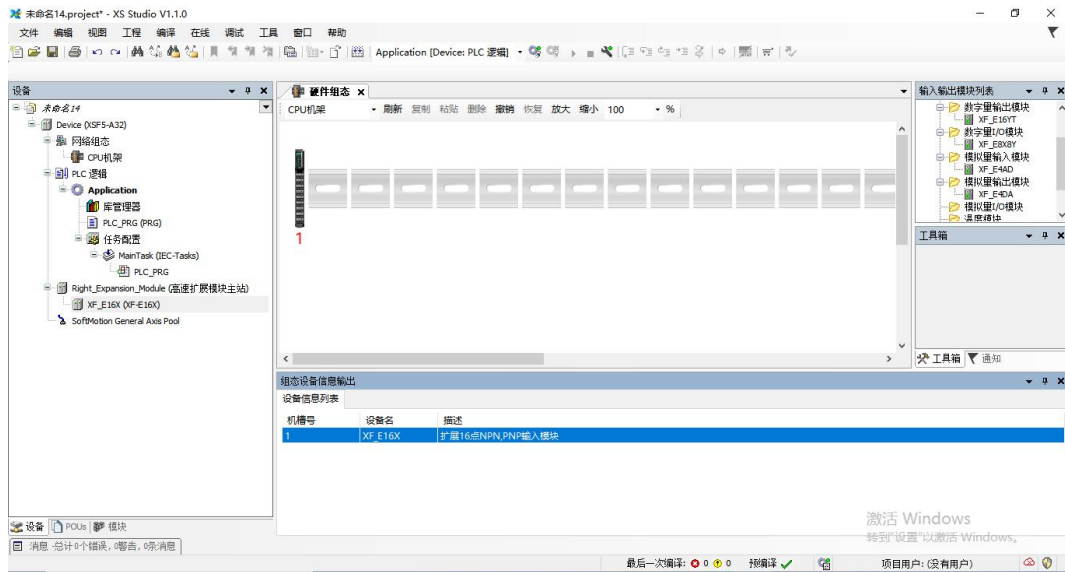 未命名14.project* - XS Studio V1.1.0
文件 编辑 视图 工程 编译 在线 调试 工具 窗口 帮助
Application [Device: PLC 逻辑]
设备
未命名14
Device (XSF5-A32)
网络组态
CPU机架
PLC 逻辑
Application
库管理器
PLC_PRG (PRG)
任务配置
MainTask (IEC-Tasks)
PLC_PRG
Right_Expansion_Module (高速扩展模块主站)
XF_E16X (XF-E16X)
SoftMotion General Axis Pool
设备 POUs 模块
硬件组态
CPU机架 刷新 复制 粘贴 删除 撤销 恢复 放大 缩小 100 %
1
输入输出模块列表
数字量输出模块
XF_E16YT
数字量I/O模块
XF_E8X8Y
模拟量输入模块
XF_E4AD
模拟量输出模块
XF_E4DA
模拟量I/O模块
温度模块
工具箱
工具箱 通知
组态设备信息输出
设备信息列表
机槽号 设备名 描述
1 XF_E16X 扩展16点NPN,PNP输入模块
激活 Windows
转到"设置"以激活 Windows。
消息 -总计0个错误, 0警告, 0条消息
最后一次编译: 0 0 预编译 项目用户: (没有用户)